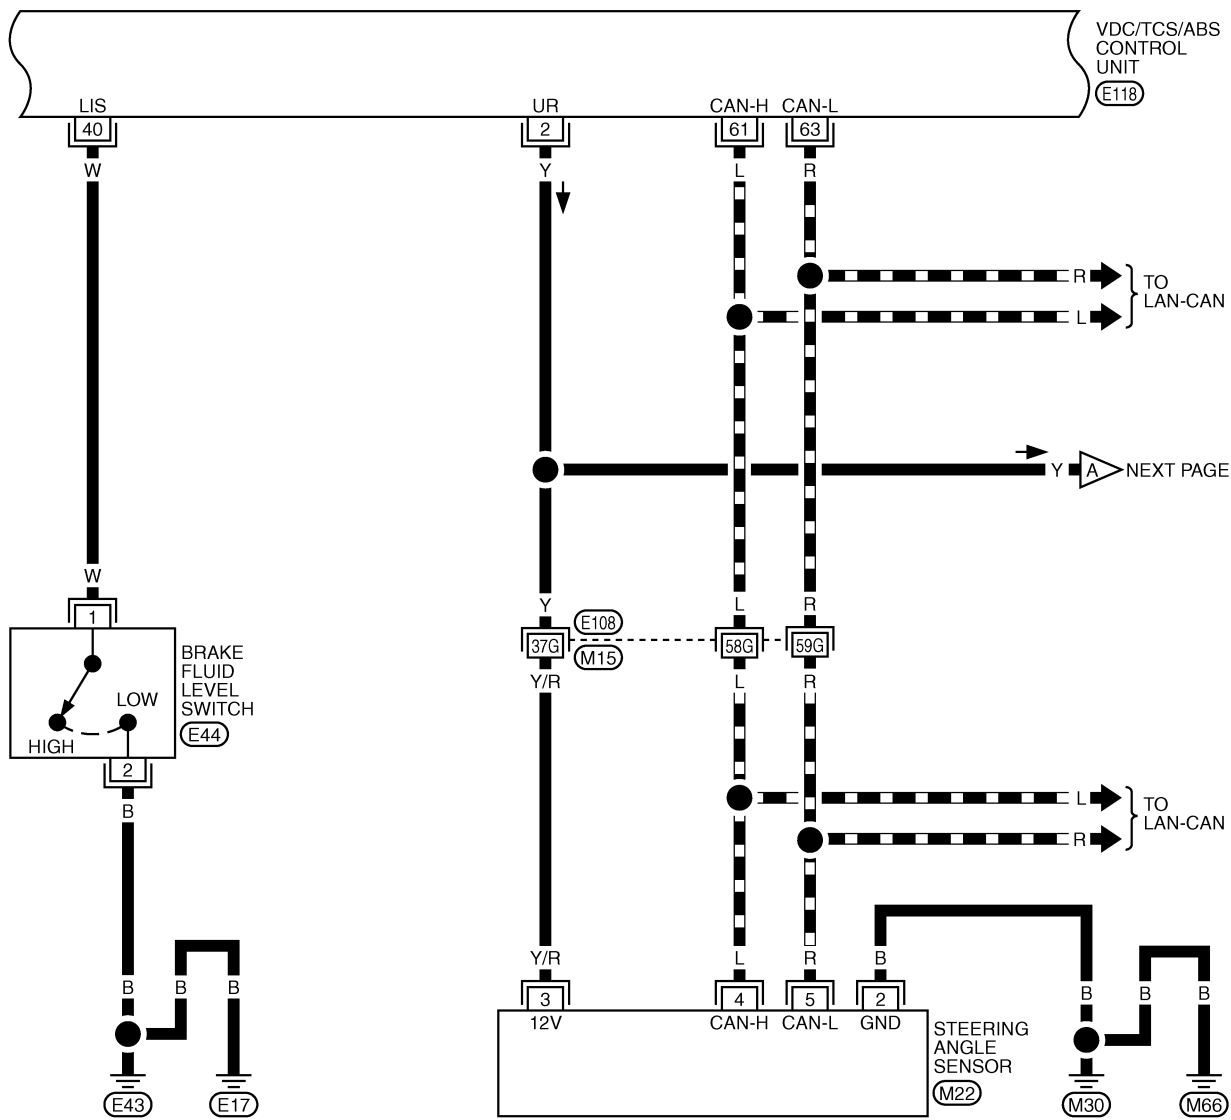 VDC/TCS/ABS
CONTROL
UNIT
E118
LIS
UR
CAN-H
CAN-L
40
2
61
63
W
Y
L
R
R
L
TO
LAN-CAN
Y
A
NEXT PAGE
W
Y
L
R
1
E108
37G
58G
59G
M15
BRAKE
FLUID
LEVEL
SWITCH
E44
LOW
HIGH
Y/R
L
R
2
B
L
R
TO
LAN-CAN
Y/R
L
R
B
B
B
B
B
B
B
3
4
5
2
12V
CAN-H
CAN-L
GND
STEERING
ANGLE
SENSOR
M22
E43
E17
M30
M66